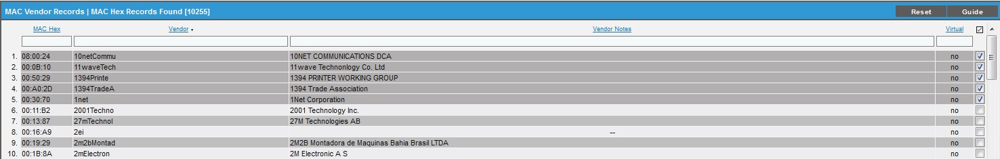 MAC Vendor Records | MAC Hex Records Found [10255] Reset Guide
MAC Hex Vendor Vendor Notes Virtual
1. 08:00:24 10netCommu 10NET COMMUNICATIONS DCA no
2. 00:0B:10 11waveTech 11wave Technonlogy Co. Ltd no
3. 00:50:29 1394Printe 1394 PRINTER WORKING GROUP no
4. 00:A0:2D 1394TradeA 1394 Trade Association no
5. 00:30:70 1net 1Net Corporation no
6. 00:11:B2 2001Techno 2001 Technology Inc. no
7. 00:13:87 27mTechnol 27M Technologies AB no
8. 00:16:A9 2ei -- no
9. 00:19:29 2m2bMontad 2M2B Montadora de Maquinas Bahia Brasil LTDA no
10. 00:1B:8A 2mElectron 2M Electronic A S no